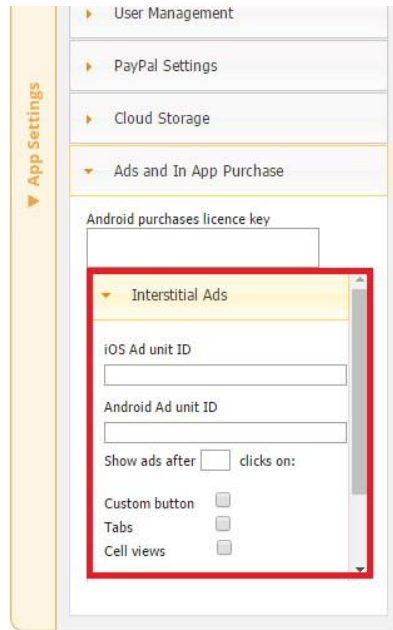 App Settings
User Management
PayPal Settings
Cloud Storage
Ads and In App Purchase
Android purchases licence key
Interstitial Ads
iOS Ad unit ID
Android Ad unit ID
Show ads after clicks on:
Custom button
Tabs
Cell views